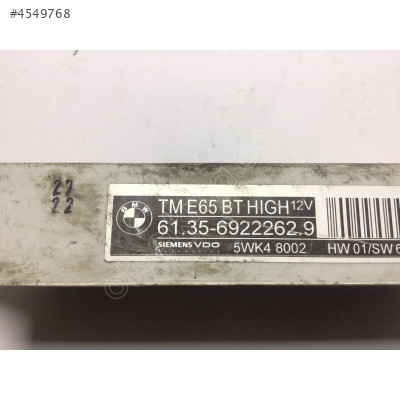 #4549768
27
22
BMW
TM E65 BT HIGH 12V
61.35-6922262.9
SIEMENS VDO 5WK4 8002 HW 01/SW 6